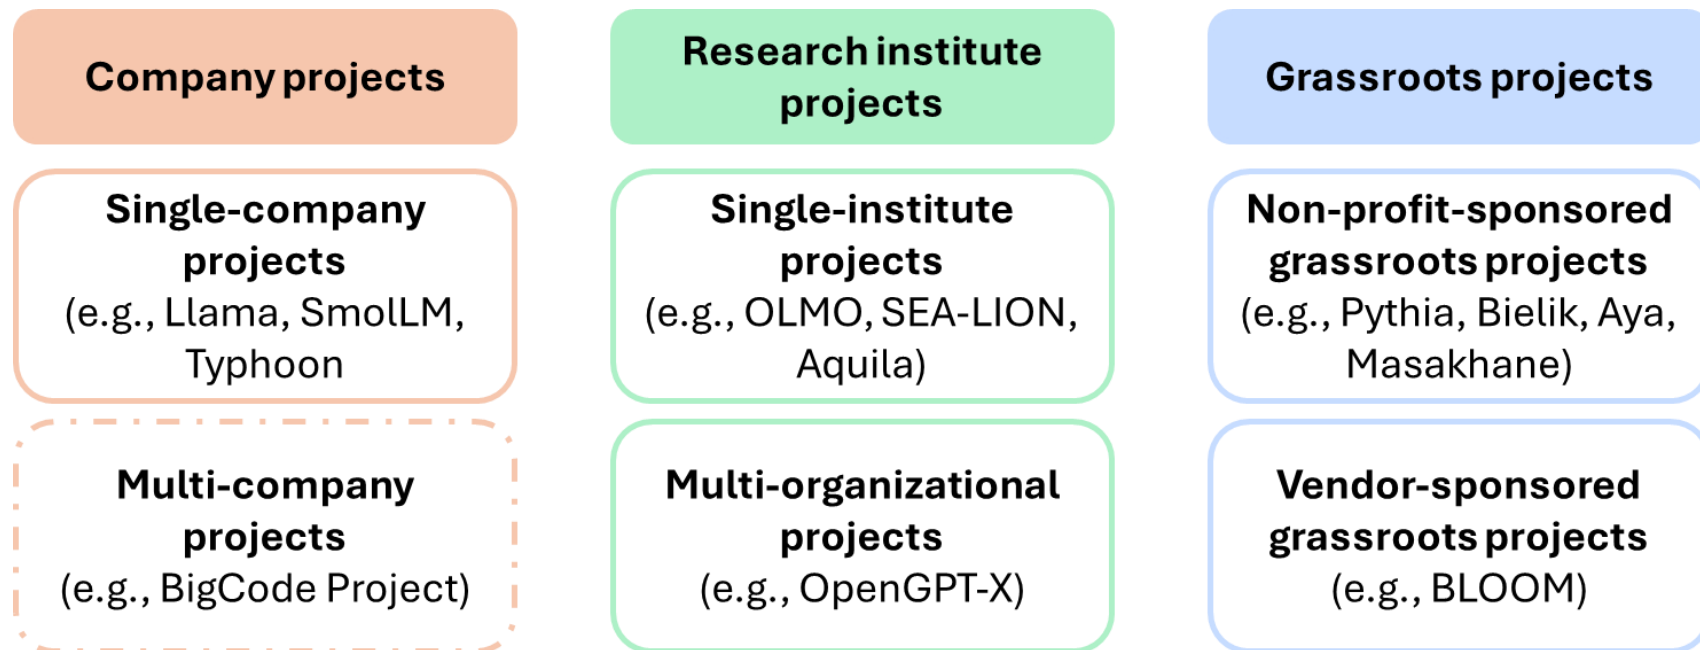 Company projects
Research institute
projects
Grassroots projects
Single-company
projects
(e.g., Llama, SmolLM,
Typhoon
Single-institute
projects
(e.g., OLMO, SEA-LION,
Aquila)
Non-profit-sponsored
grassroots projects
(e.g., Pythia, Bielik, Aya,
Masakhane)
Multi-company
projects
(e.g., BigCode Project)
Multi-organizational
projects
(e.g., OpenGPT-X)
Vendor-sponsored
grassroots projects
(e.g., BLOOM)